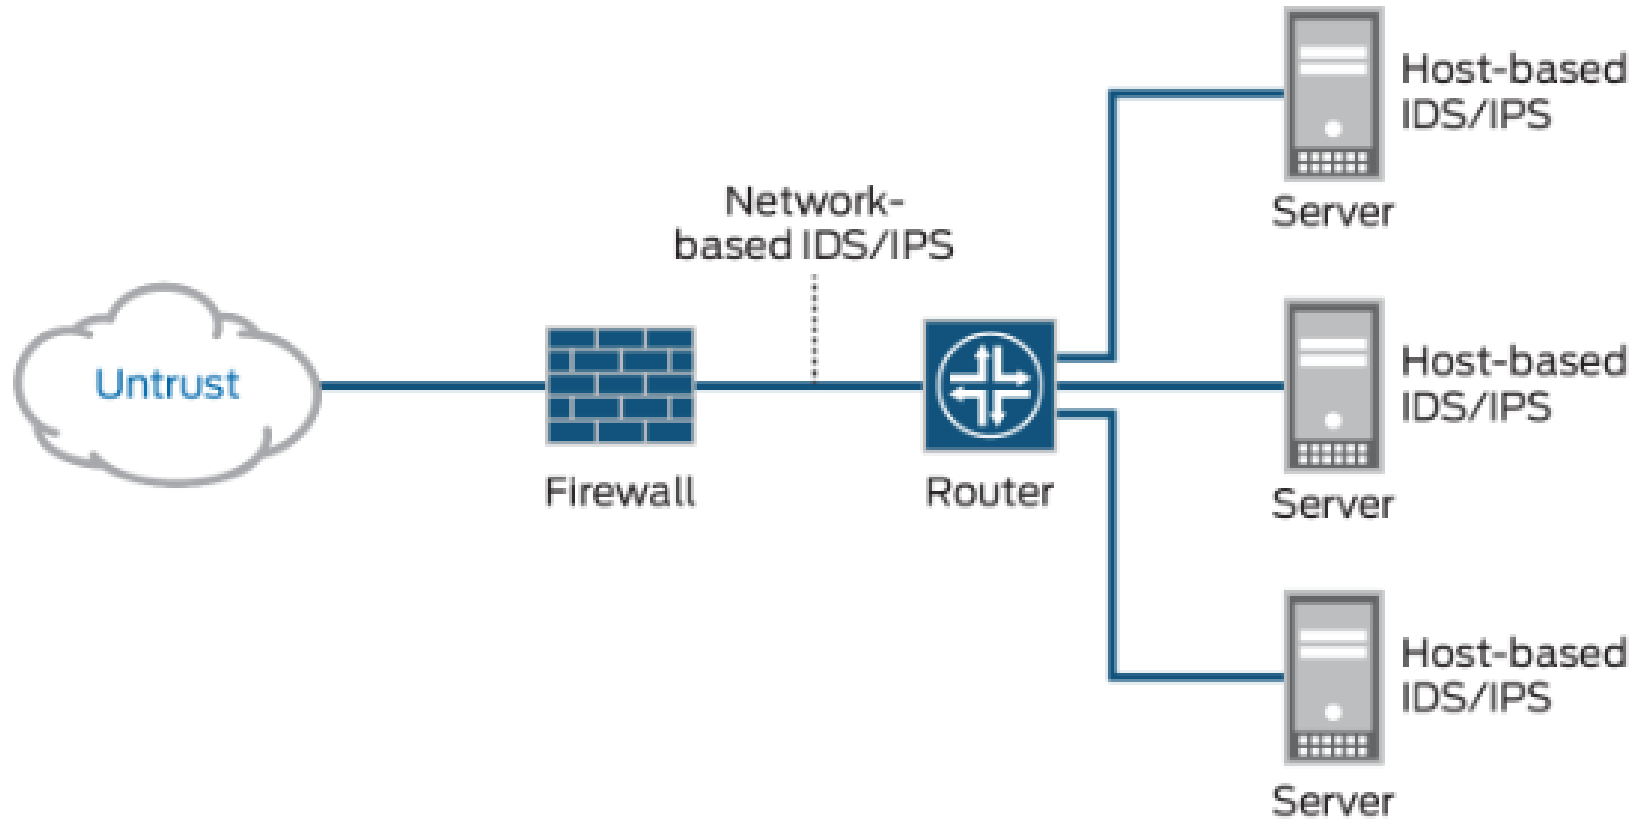 Untrust
Firewall
Network-
based IDS/IPS
Router
Host-based
IDS/IPS
Server
Host-based
IDS/IPS
Server
Host-based
IDS/IPS
Server